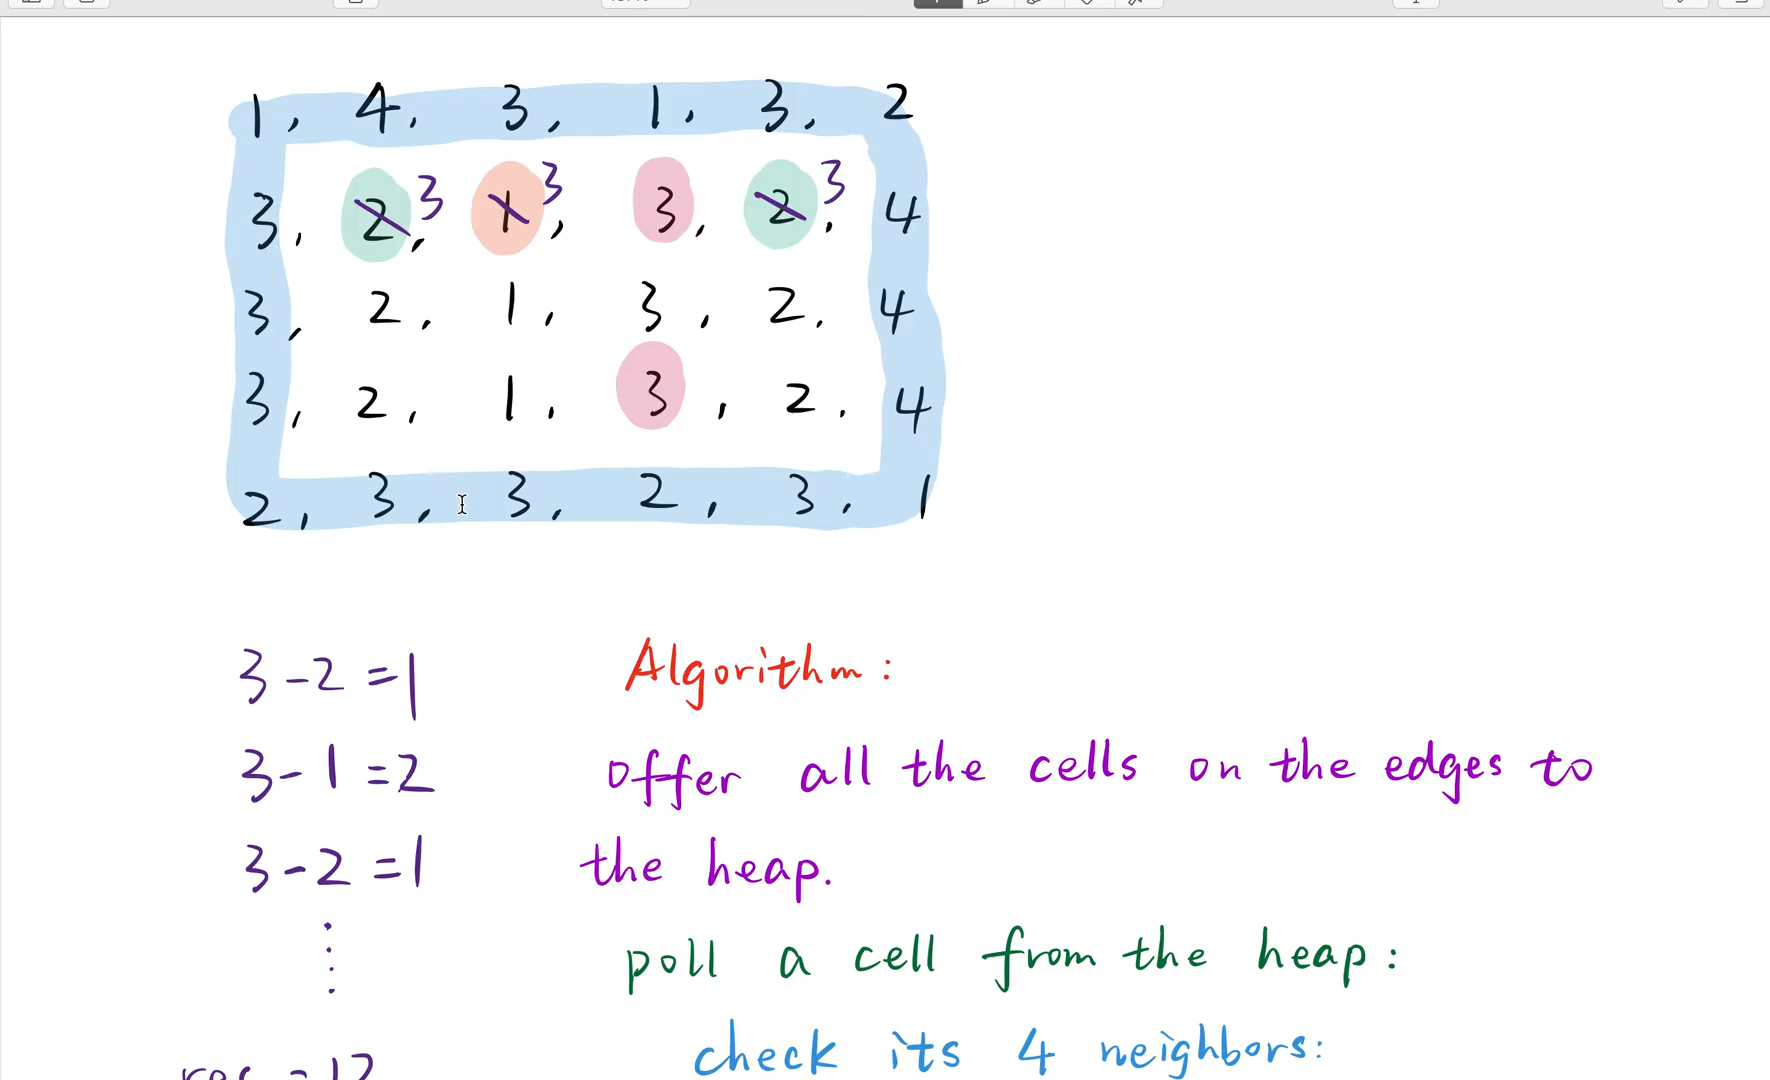 1, 4, 3, 1, 3, 2
3, 2, 3 1 3, 3, 2, 3 4
3, 2, 1, 3, 2, 4
3, 2, 1, 3, 2, 4
2, 3, 3, 2, 3, 1
3-2=1
3-1=2
3-2=1
Algorithm:
offer all the cells on the edges to
the heap.
poll a cell from the heap:
check its 4 neighbors: